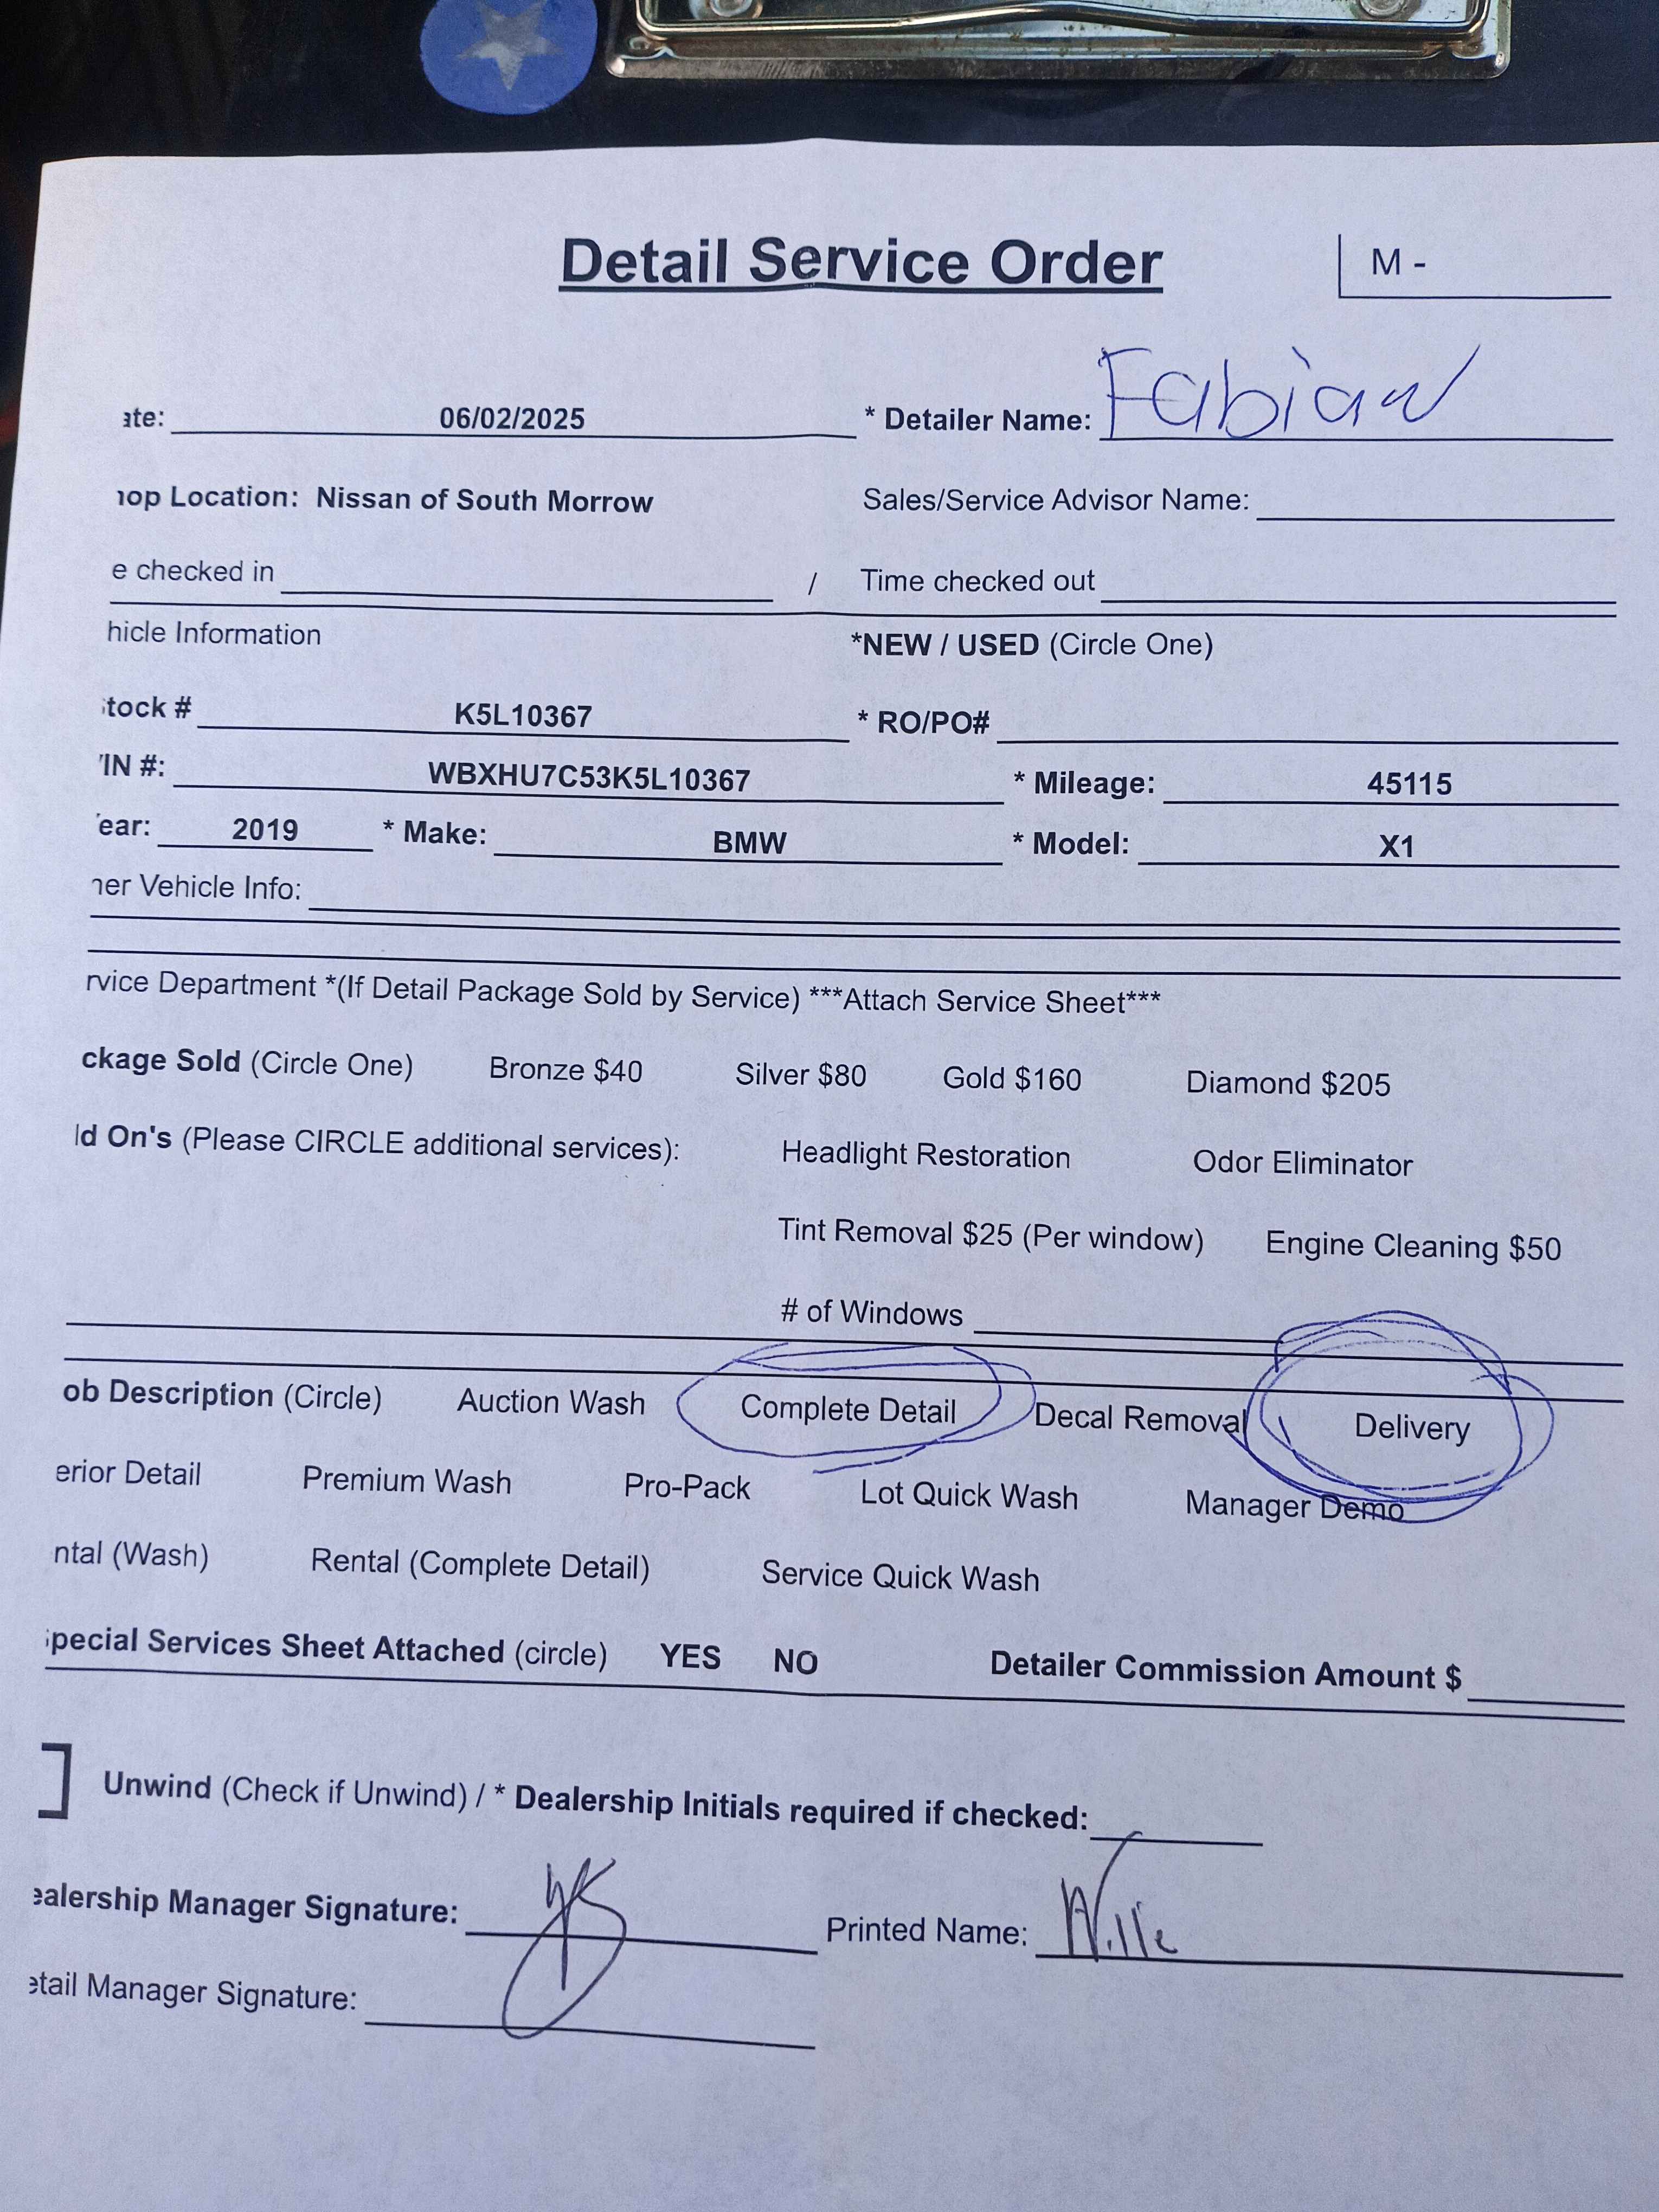 Detail Service Order
M -
ate: 06/02/2025 * Detailer Name: Fabian
hop Location: Nissan of South Morrow Sales/Service Advisor Name:
e checked in / Time checked out
hicle Information *NEW / USED (Circle One)
Stock # K5L10367 * RO/PO#
VIN #: WBXHU7C53K5L10367 * Mileage: 45115
Year: 2019 * Make: BMW * Model: X1
her Vehicle Info:
rvice Department *(If Detail Package Sold by Service) ***Attach Service Sheet***
ckage Sold (Circle One) Bronze $40 Silver $80 Gold $160 Diamond $205
ld On's (Please CIRCLE additional services): Headlight Restoration Odor Eliminator
Tint Removal $25 (Per window) Engine Cleaning $50
# of Windows
ob Description (Circle) Auction Wash Complete Detail Decal Removal Delivery
erior Detail Premium Wash Pro-Pack Lot Quick Wash Manager Demo
ntal (Wash) Rental (Complete Detail) Service Quick Wash
Special Services Sheet Attached (circle) YES NO Detailer Commission Amount $
] Unwind (Check if Unwind) / * Dealership Initials required if checked:
ealership Manager Signature: Printed Name: Willie
etail Manager Signature: